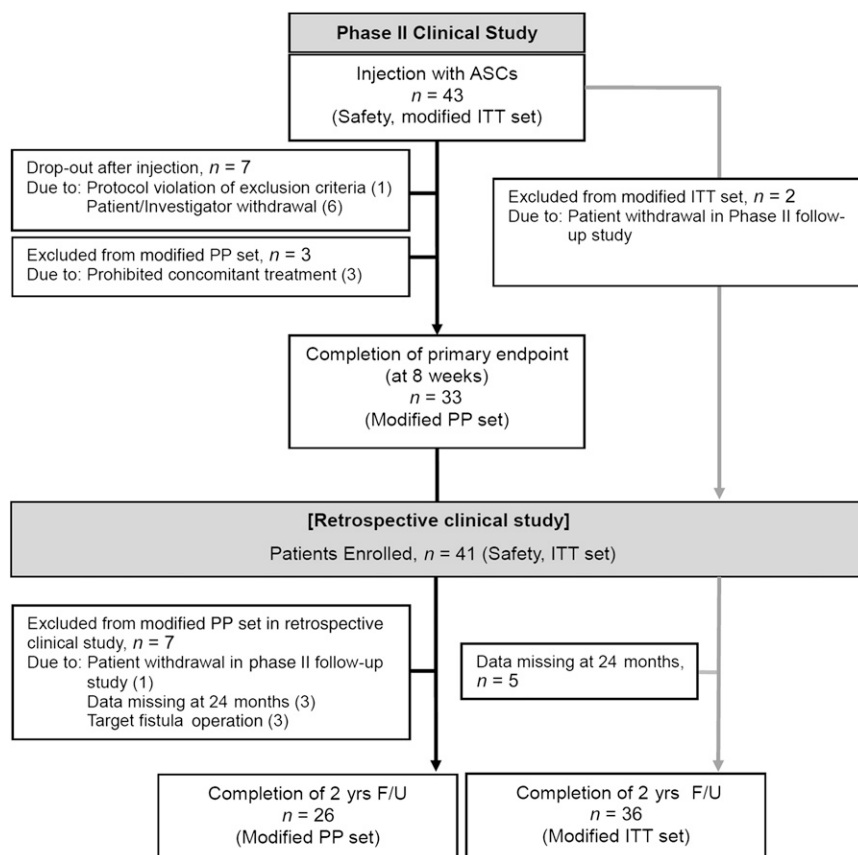 Phase II Clinical Study
Injection with ASCs
n = 43
(Safety, modified ITT set)
Drop-out after injection, n = 7
Due to: Protocol violation of exclusion criteria (1)
Patient/Investigator withdrawal (6)
Excluded from modified ITT set, n = 2
Due to: Patient withdrawal in Phase II follow-
up study
Excluded from modified PP set, n = 3
Due to: Prohibited concomitant treatment (3)
Completion of primary endpoint
(at 8 weeks)
n = 33
(Modified PP set)
[Retrospective clinical study]
Patients Enrolled, n = 41 (Safety, ITT set)
Excluded from modified PP set in retrospective
clinical study, n = 7
Due to: Patient withdrawal in phase II follow-up
study (1)
Data missing at 24 months (3)
Target fistula operation (3)
Data missing at 24 months,
n = 5
Completion of 2 yrs F/U
n = 26
(Modified PP set)
Completion of 2 yrs F/U
n = 36
(Modified ITT set)